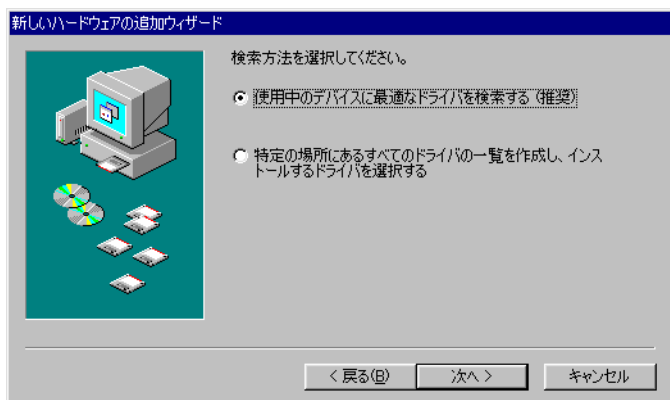 新しいハードウェアの追加ウィザード
検索方法を選択してください。
使用中のデバイスに最適なドライバを検索する (推奨)
特定の場所にあるすべてのドライバの一覧を作成し、インス
トールするドライバを選択する
< 戻る(B)
次へ >
キャンセル